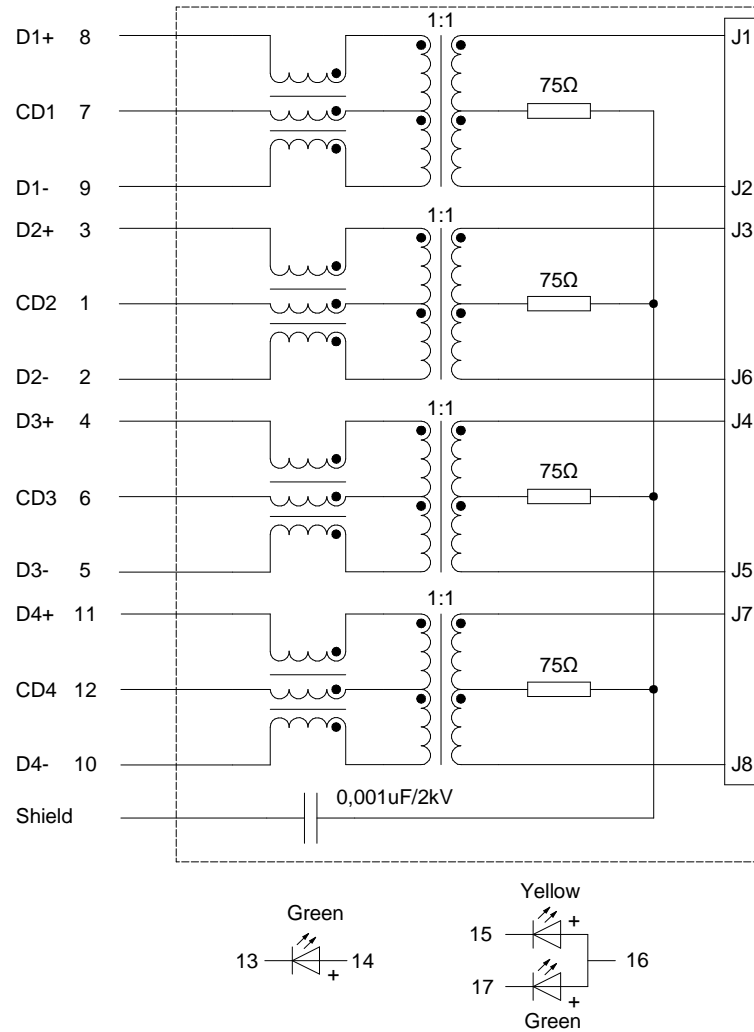 1:1
D1+ 8 J1
75Ω
CD1 7
D1- 9 J2
1:1
D2+ 3 J3
75Ω
CD2 1
D2- 2 J6
1:1
D3+ 4 J4
75Ω
CD3 6
D3- 5 J5
1:1
D4+ 11 J7
75Ω
CD4 12
D4- 10 J8
0,001uF/2kV
Shield
Yellow
Green
15 +
13 + 14
16
17 +
Green